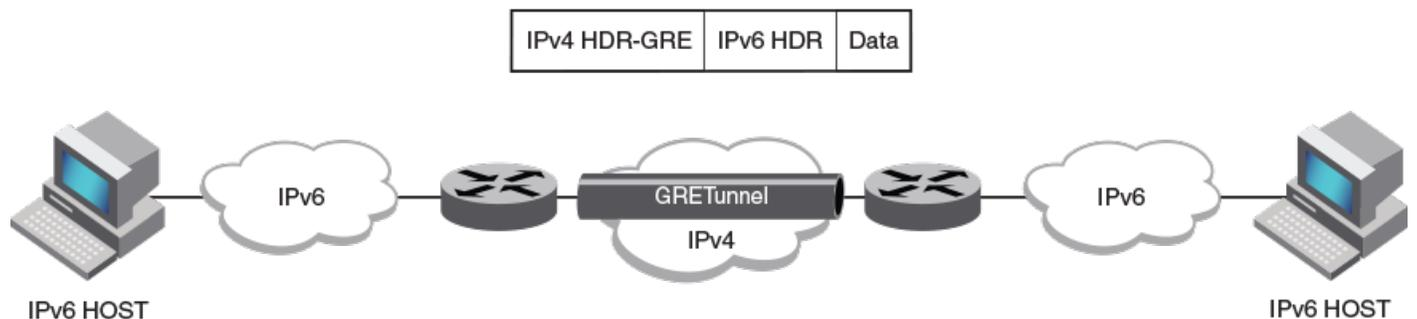 IPv4 HDR-GRE IPv6 HDR Data
IPv6 GRETunnel IPv6
IPv4
IPv6 HOST IPv6 HOST